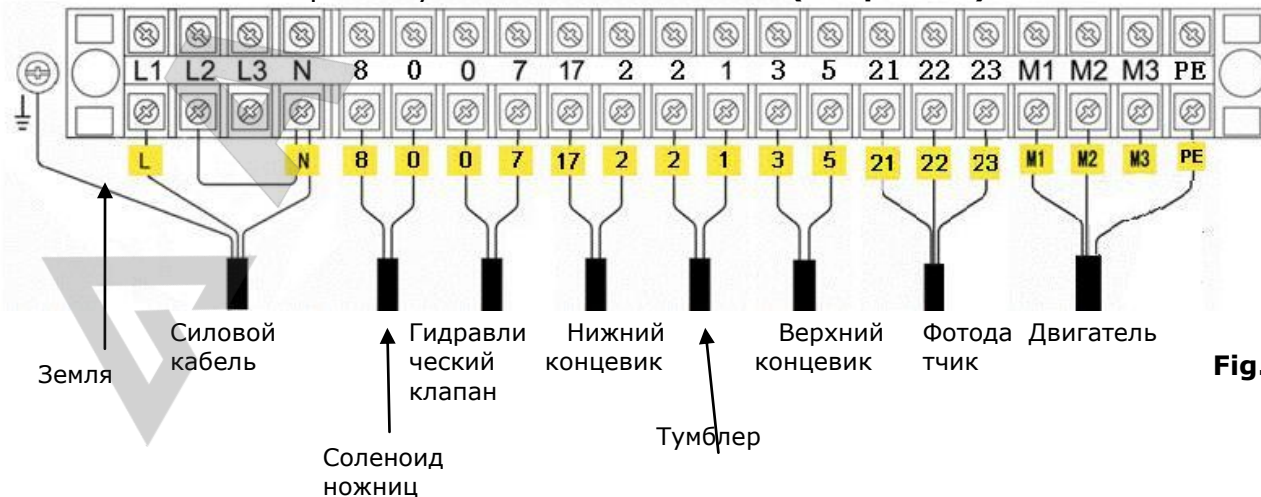 L1 L2 L3 N 8 0 0 7 17 2 2 1 3 5 21 22 23 M1 M2 M3 PE
L N 8 0 0 7 17 2 2 1 3 5 21 22 23 M1 M2 M3 PE
Земля
Силовой
кабель
Соленоид
ножниц
Гидравли
ческий
клапан
Нижний
концевик
Тумблер
Верхний
концевик
Фотода
тчик
Двигатель
Fig.